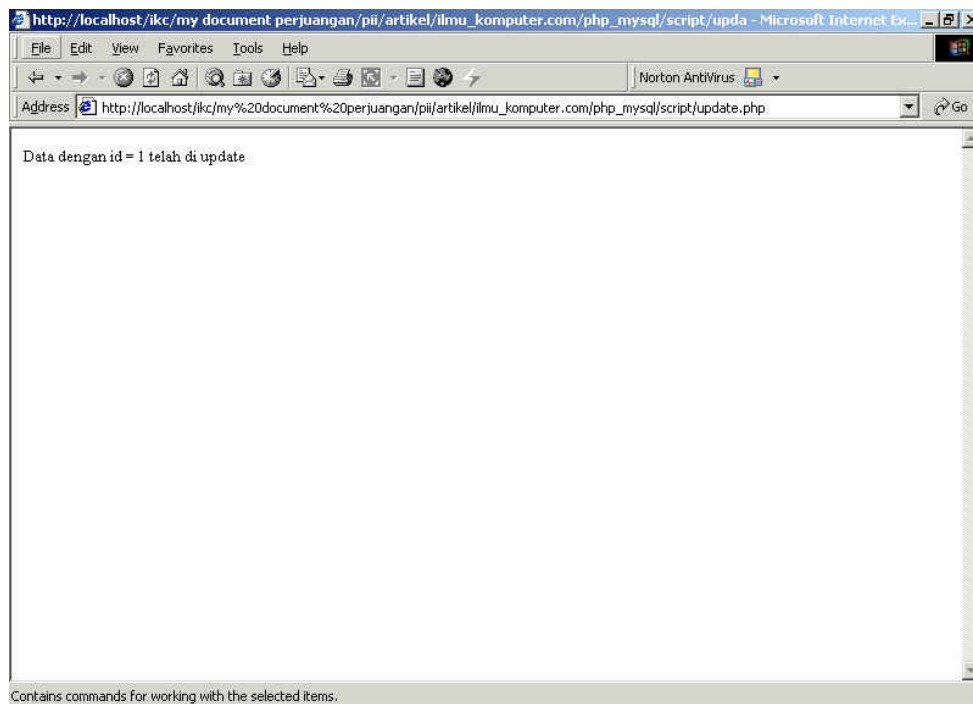 http://localhost/ikc/my document perjuangan/pii/artikel/ilmu_komputer.com/php_mysql/script/upda - Microsoft Internet Ex...
File Edit View Favorites Tools Help
Norton AntiVirus
Address http://localhost/ikc/my%20document%20perjuangan/pii/artikel/ilmu_komputer.com/php_mysql/script/update.php Go
Data dengan id = 1 telah di update
Contains commands for working with the selected items.